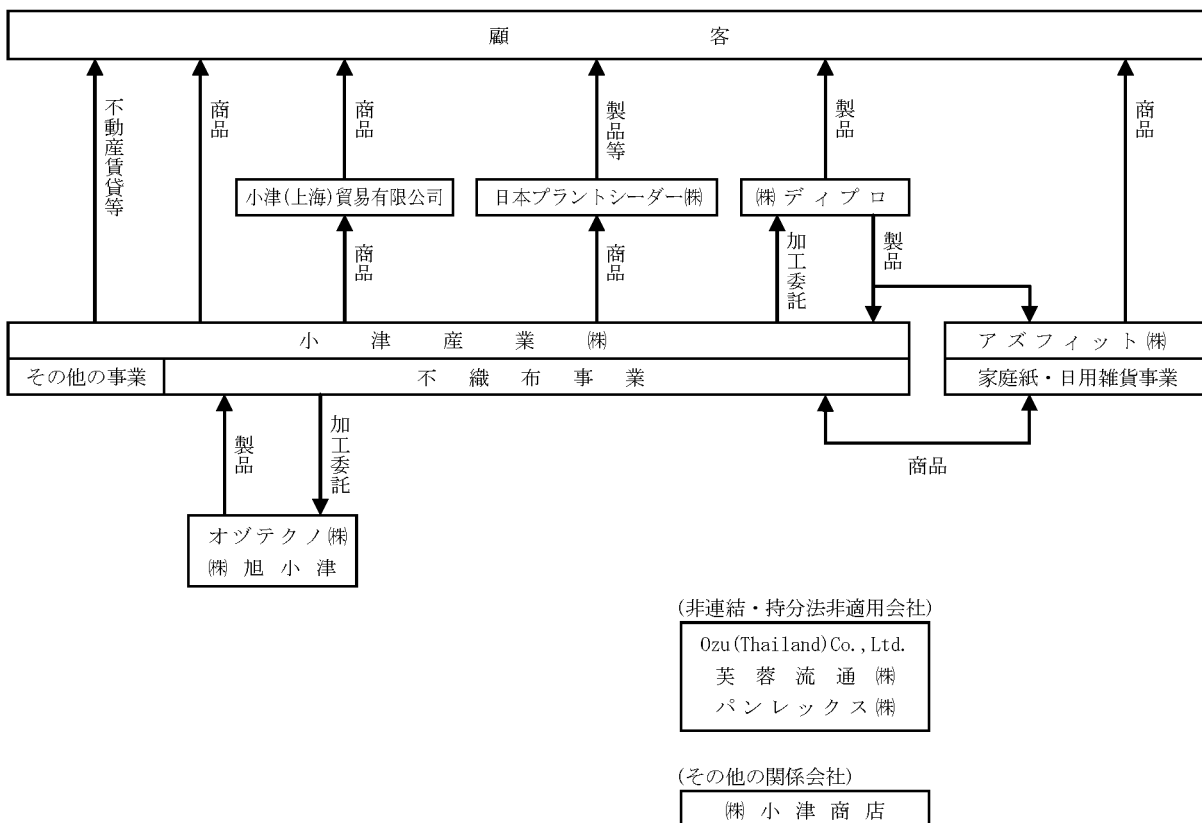 顧客
不動産賃貸等
商品
商品
製品等
製品
商品
小津(上海)貿易有限公司
日本プラントシーダー㈱
㈱ディプロ
商品
商品
加工委託
製品
小津産業㈱
アズフィット㈱
その他の事業
不織布事業
家庭紙・日用雑貨事業
製品
加工委託
商品
オヅテクノ㈱
㈱旭小津
(非連結・持分法非適用会社)
Ozu(Thailand)Co.,Ltd.
芙蓉流通㈱
パンレックス㈱
(その他の関係会社)
㈱小津商店